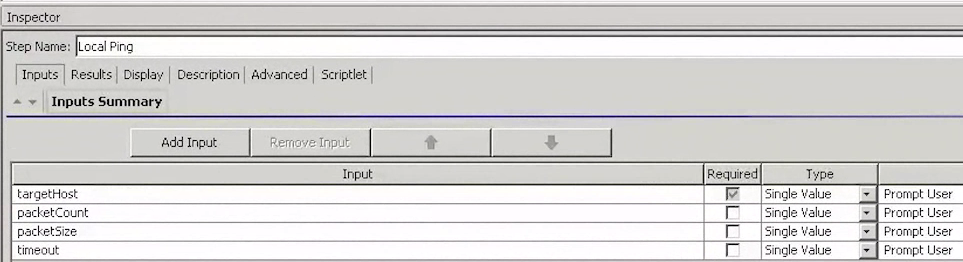 Inspector
Step Name: Local Ping
Inputs Results Display Description Advanced Scriptlet
Inputs Summary
Add Input Remove Input
Input Required Type
targetHost Single Value Prompt User
packetCount Single Value Prompt User
packetSize Single Value Prompt User
timeout Single Value Prompt User